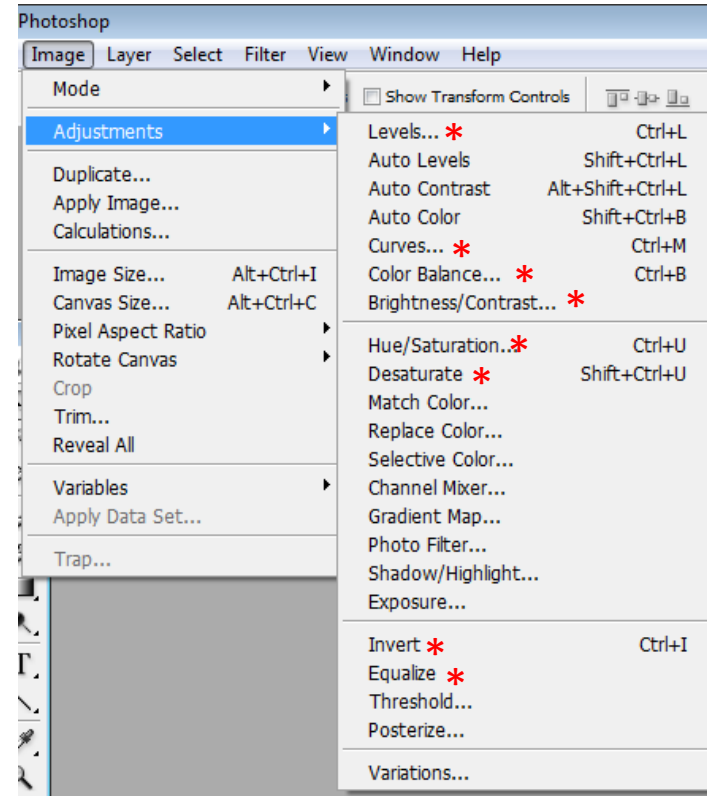 Photoshop
Image Layer Select Filter View Window Help
Show Transform Controls
Mode
Adjustments
Duplicate...
Apply Image...
Calculations...
Image Size... Alt+Ctrl+I
Canvas Size... Alt+Ctrl+C
Pixel Aspect Ratio
Rotate Canvas
Crop
Trim...
Reveal All
Variables
Apply Data Set...
Trap...
Levels... * Ctrl+L
Auto Levels Shift+Ctrl+L
Auto Contrast Alt+Shift+Ctrl+L
Auto Color Shift+Ctrl+B
Curves... * Ctrl+M
Color Balance... * Ctrl+B
Brightness/Contrast... *
Hue/Saturation...* Ctrl+U
Desaturate * Shift+Ctrl+U
Match Color...
Replace Color...
Selective Color...
Channel Mixer...
Gradient Map...
Photo Filter...
Shadow/Highlight...
Exposure...
Invert * Ctrl+I
Equalize *
Threshold...
Posterize...
Variations...
T